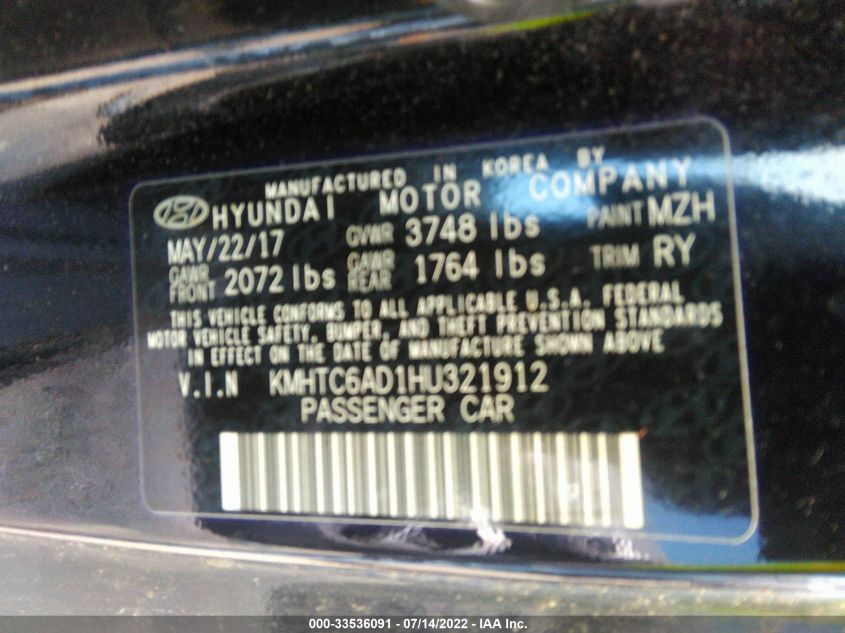 MANUFACTURED IN KOREA BY
HYUNDAI MOTOR COMPANY
MAY/22/17 GVWR 3748 lbs PAINT MZH
GAWR FRONT 2072 lbs GAWR REAR 1764 lbs TRIM RY
THIS VEHICLE CONFORMS TO ALL APPLICABLE U.S.A. FEDERAL
MOTOR VEHICLE SAFETY, BUMPER, AND THEFT PREVENTION STANDARDS
IN EFFECT ON THE DATE OF MANUFACTURE SHOWN ABOVE
V.I.N KMHTC6AD1HU321912
PASSENGER CAR
000-33536091 - 07/14/2022 - IAA Inc.